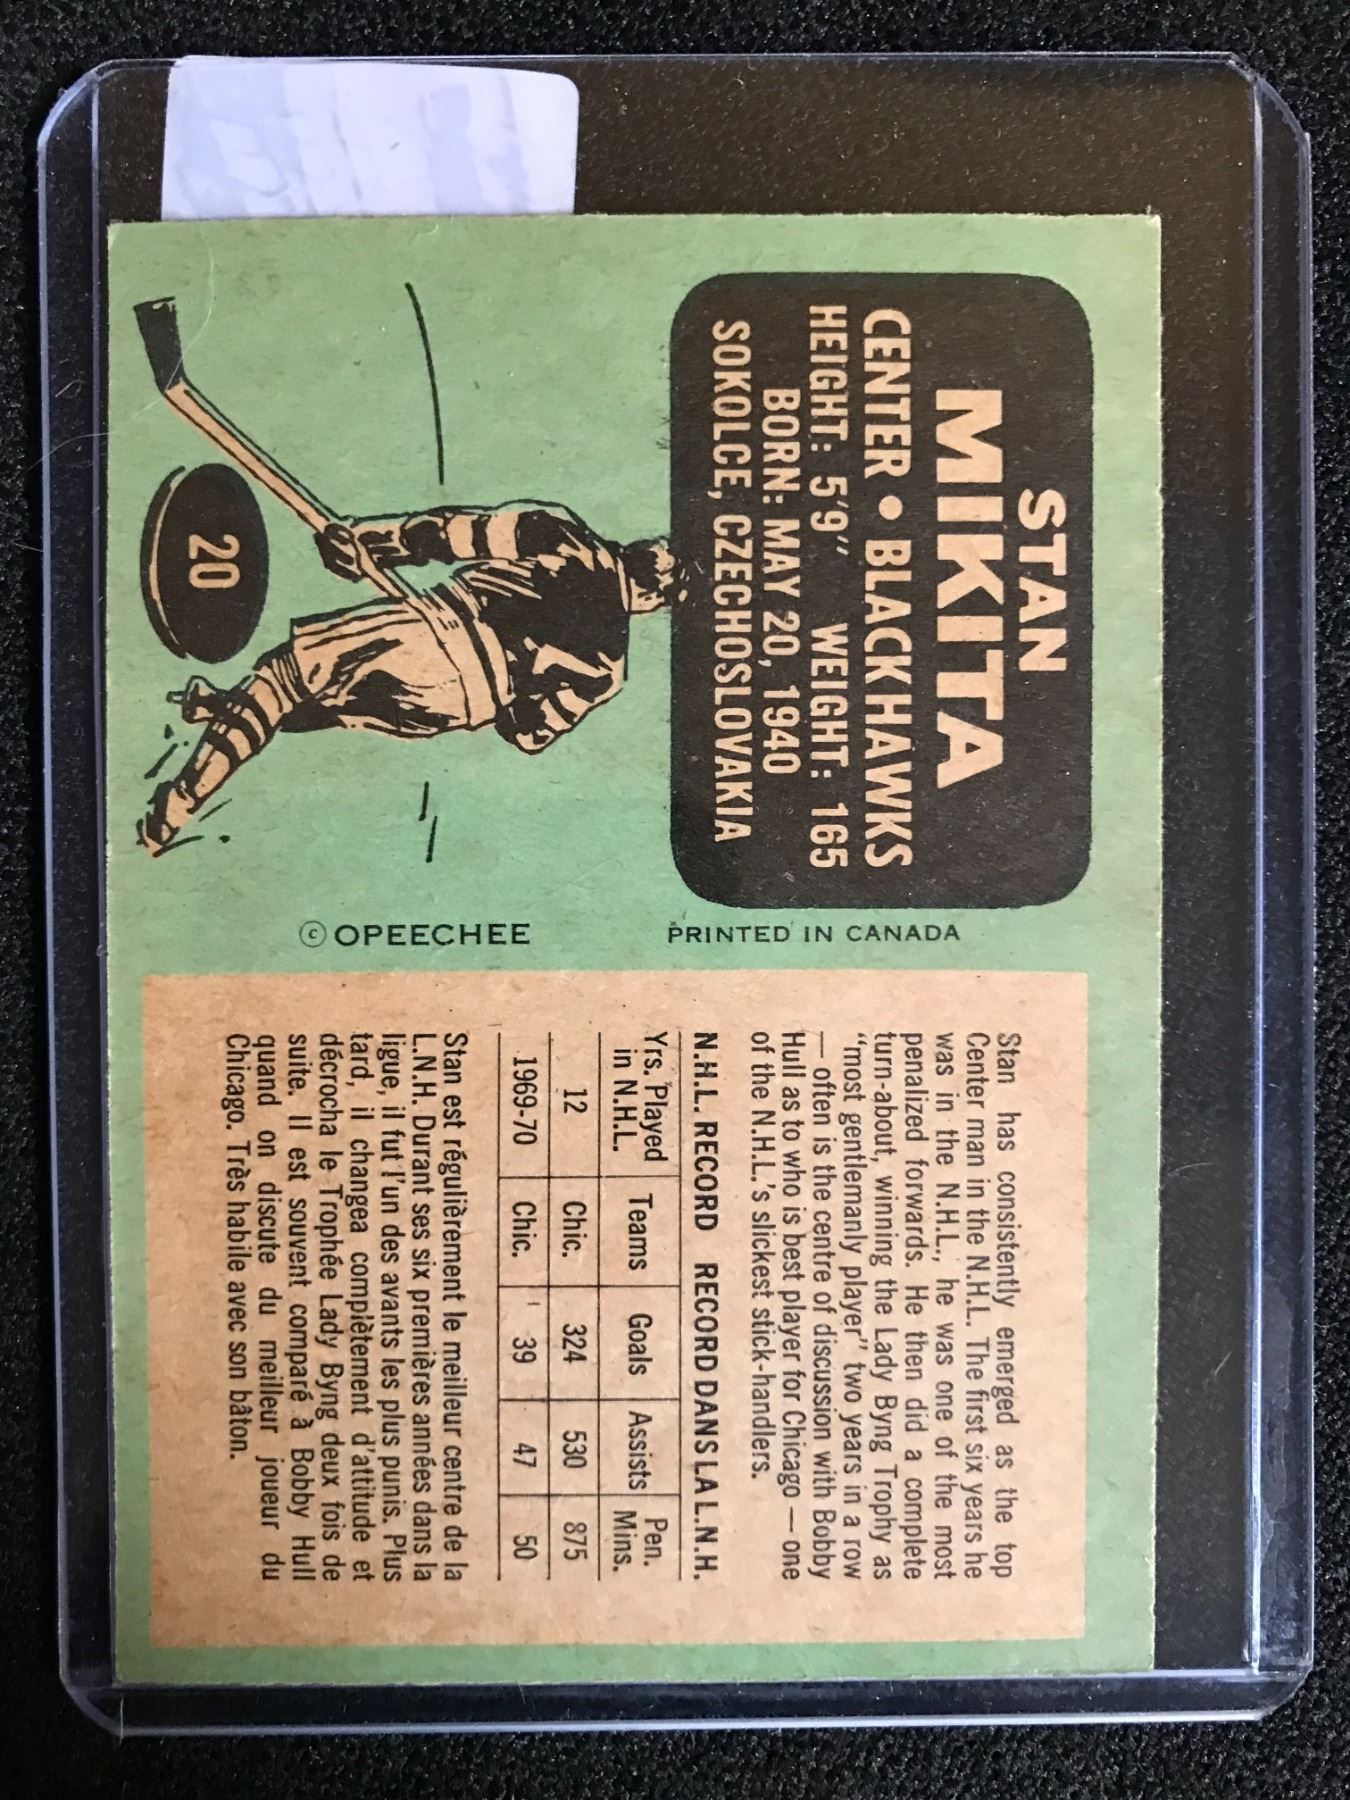 STAN
MIKITA
CENTER • BLACKHAWKS
HEIGHT: 5'9" WEIGHT: 165
BORN: MAY 20, 1940
SOKOLCE, CZECHOSLOVAKIA
20
© OPEECHEE
PRINTED IN CANADA
Stan has consistently emerged as the top
Center man in the N.H.L. The first six years he
was in the N.H.L., he was one of the most
penalized forwards. He then did a complete
turn-about, winning the Lady Byng Trophy as
"most gentlemanly player" two years in a row
— often is the centre of discussion with Bobby
Hull as to who is best player for Chicago — one
of the N.H.L.'s slickest stick-handlers.
N.H.L. RECORD RECORD DANS LA L.N.H.
Yrs. Played in N.H.L. Teams Goals Assists Pen. Mins.
12 Chic. 324 530 875
1969-70 Chic. 39 47 50
Stan est régulièrement le meilleur centre de la
L.N.H. Durant ses six premières années dans la
ligue, il fut l'un des avants les plus punis. Plus
tard, il changea complètement d'attitude et
décrocha le Trophée Lady Byng deux fois de
suite. Il est souvent comparé à Bobby Hull
quand on discute du meilleur joueur du
Chicago. Très habile avec son bâton.